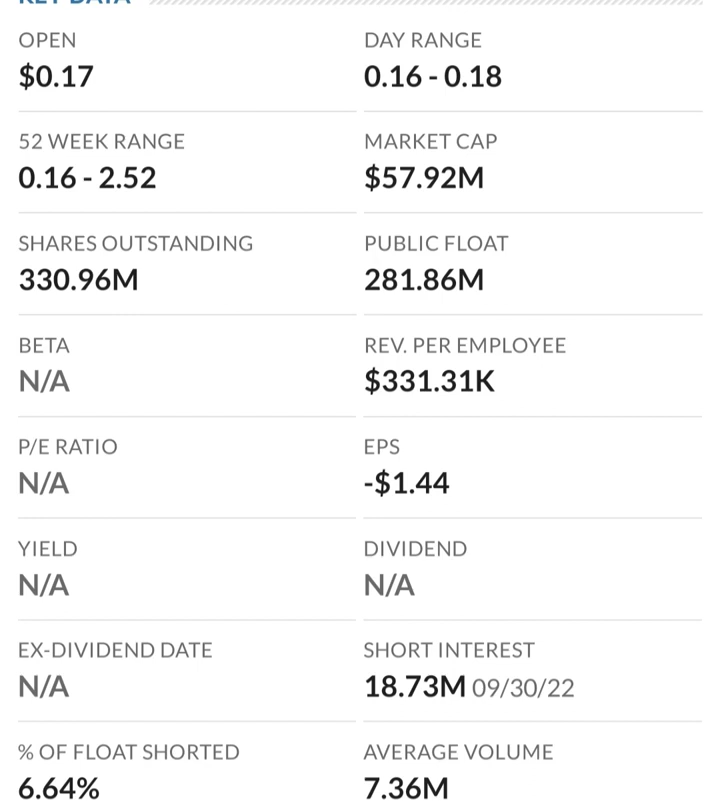 KEY DATA
OPEN
$0.17
DAY RANGE
0.16 - 0.18
52 WEEK RANGE
0.16 - 2.52
MARKET CAP
$57.92M
SHARES OUTSTANDING
330.96M
PUBLIC FLOAT
281.86M
BETA
N/A
REV. PER EMPLOYEE
$331.31K
P/E RATIO
N/A
EPS
-$1.44
YIELD
N/A
DIVIDEND
N/A
EX-DIVIDEND DATE
N/A
SHORT INTEREST
18.73M 09/30/22
% OF FLOAT SHORTED
6.64%
AVERAGE VOLUME
7.36M